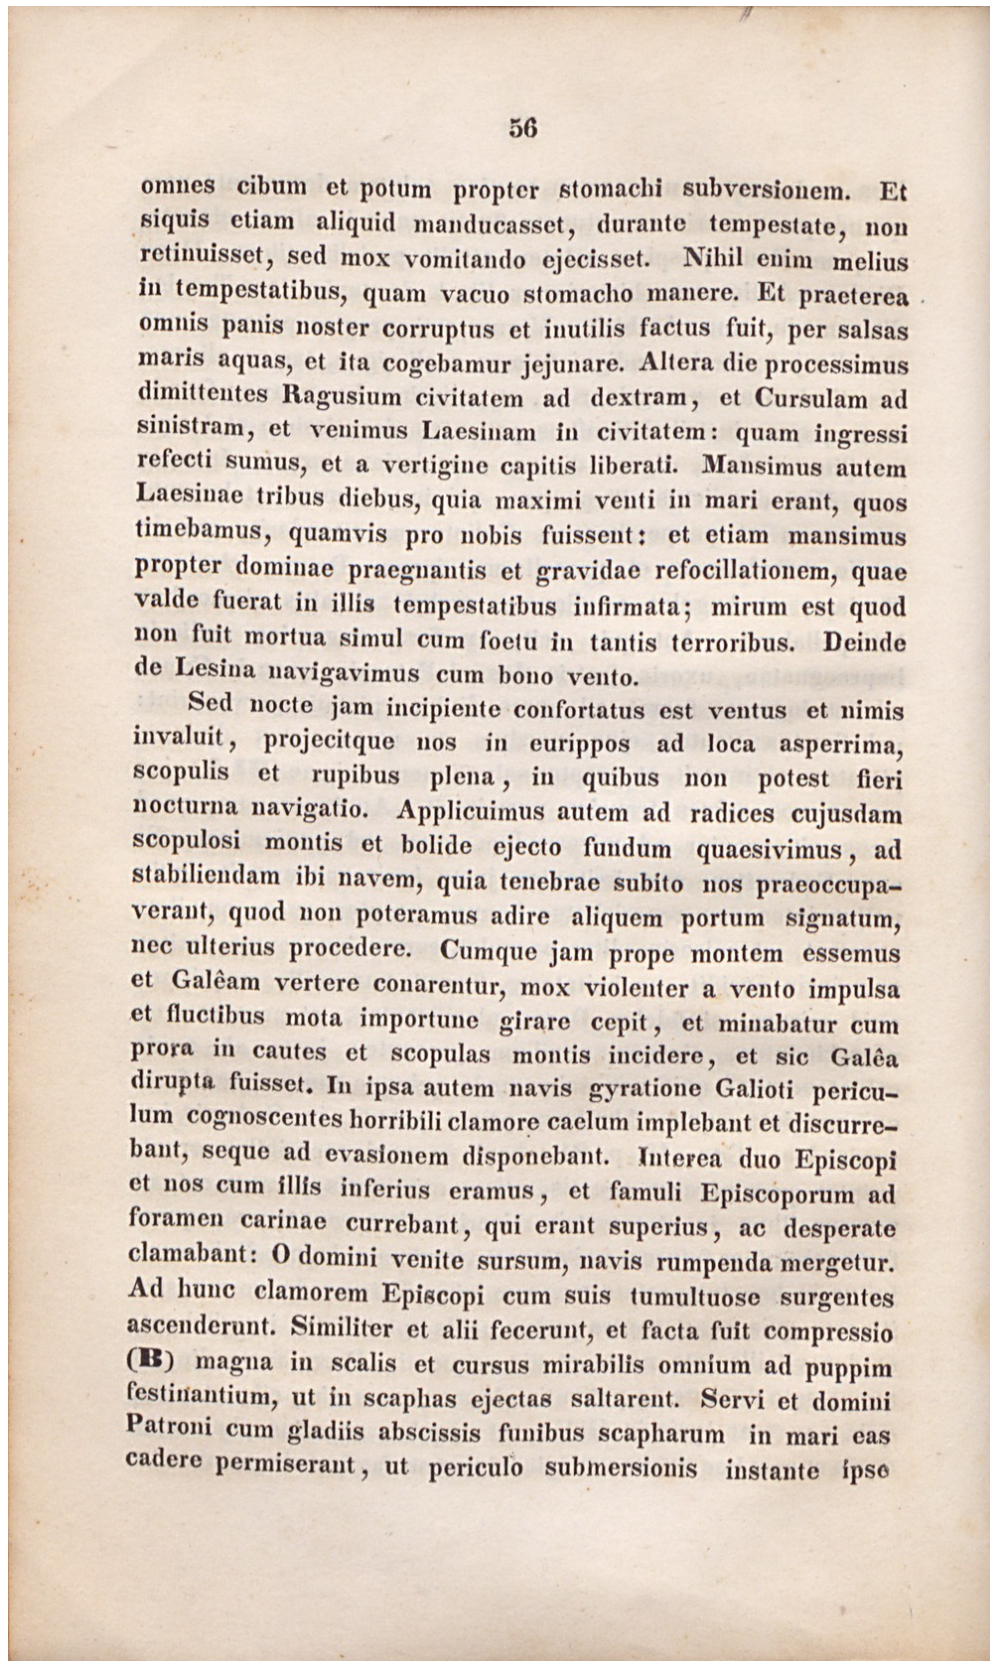 56
omnes cibum et potum propter stomachi subversionem. Et
siquis etiam aliquid manducasset, durante tempestate, non
retinuisset, sed mox vomitando ejecisset. Nihil enim melius
in tempestatibus, quam vacuo stomacho manere. Et praeterea
omnis panis noster corruptus et inutilis factus fuit, per salsas
maris aquas, et ita cogebamur jejunare. Altera die processimus
dimittentes Ragusium civitatem ad dextram, et Cursulam ad
sinistram, et venimus Laesinam in civitatem: quam ingressi
refecti sumus, et a vertigine capitis liberati. Mansimus autem
Laesinae tribus diebus, quia maximi venti in mari erant, quos
timebamus, quamvis pro nobis fuissent: et etiam mansimus
propter dominae praegnantis et gravidae refocillationem, quae
valde fuerat in illis tempestatibus infirmata; mirum est quod
non fuit mortua simul cum foetu in tantis terroribus. Deinde
de Lesina navigavimus cum bono vento.
Sed nocte jam incipiente confortatus est ventus et nimis
invaluit, projecitque nos in eurippos ad loca asperrima,
scopulis et rupibus plena, in quibus non potest fieri
nocturna navigatio. Applicuimus autem ad radices cujusdam
scopulosi montis et bolide ejecto fundum quaesivimus, ad
stabiliendam ibi navem, quia tenebrae subito nos praeoccupa-
verant, quod non poteramus adire aliquem portum signatum,
nec ulterius procedere. Cumque jam prope montem essemus
et Galêam vertere conarentur, mox violenter a vento impulsa
et fluctibus mota importune girare cepit, et minabatur cum
prora in cautes et scopulas montis incidere, et sic Galêa
dirupta fuisset. In ipsa autem navis gyratione Galioti pericu-
lum cognoscentes horribili clamore caelum implebant et discurre-
bant, seque ad evasionem disponebant. Interea duo Episcopi
et nos cum illis inferius eramus, et famuli Episcoporum ad
foramen carinae currebant, qui erant superius, ac desperate
clamabant: O domini venite sursum, navis rumpenda mergetur.
Ad hunc clamorem Episcopi cum suis tumultuose surgentes
ascenderunt. Similiter et alii fecerunt, et facta fuit compressio
(B) magna in scalis et cursus mirabilis omnium ad puppim
festinantium, ut in scaphas ejectas saltarent. Servi et domini
Patroni cum gladiis abscissis funibus scapharum in mari eas
cadere permiserant, ut periculo submersionis instante ipse